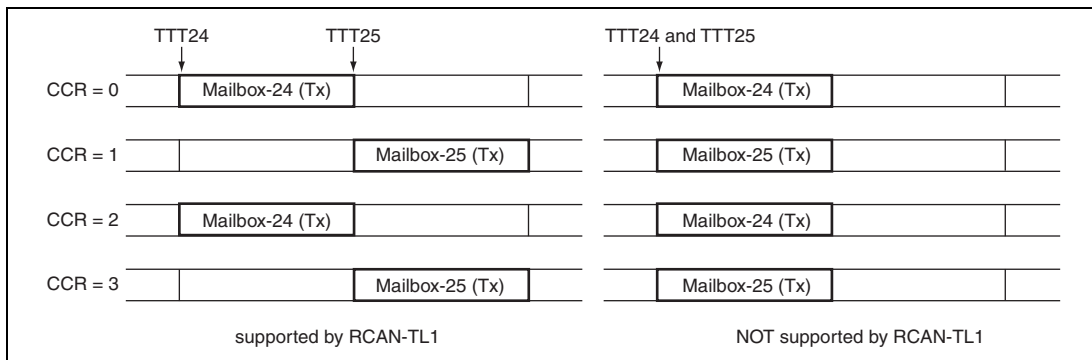 TTT24 TTT25 TTT24 and TTT25
CCR = 0 Mailbox-24 (Tx) Mailbox-24 (Tx)
CCR = 1 Mailbox-25 (Tx) Mailbox-25 (Tx)
CCR = 2 Mailbox-24 (Tx) Mailbox-24 (Tx)
CCR = 3 Mailbox-25 (Tx) Mailbox-25 (Tx)
supported by RCAN-TL1 NOT supported by RCAN-TL1